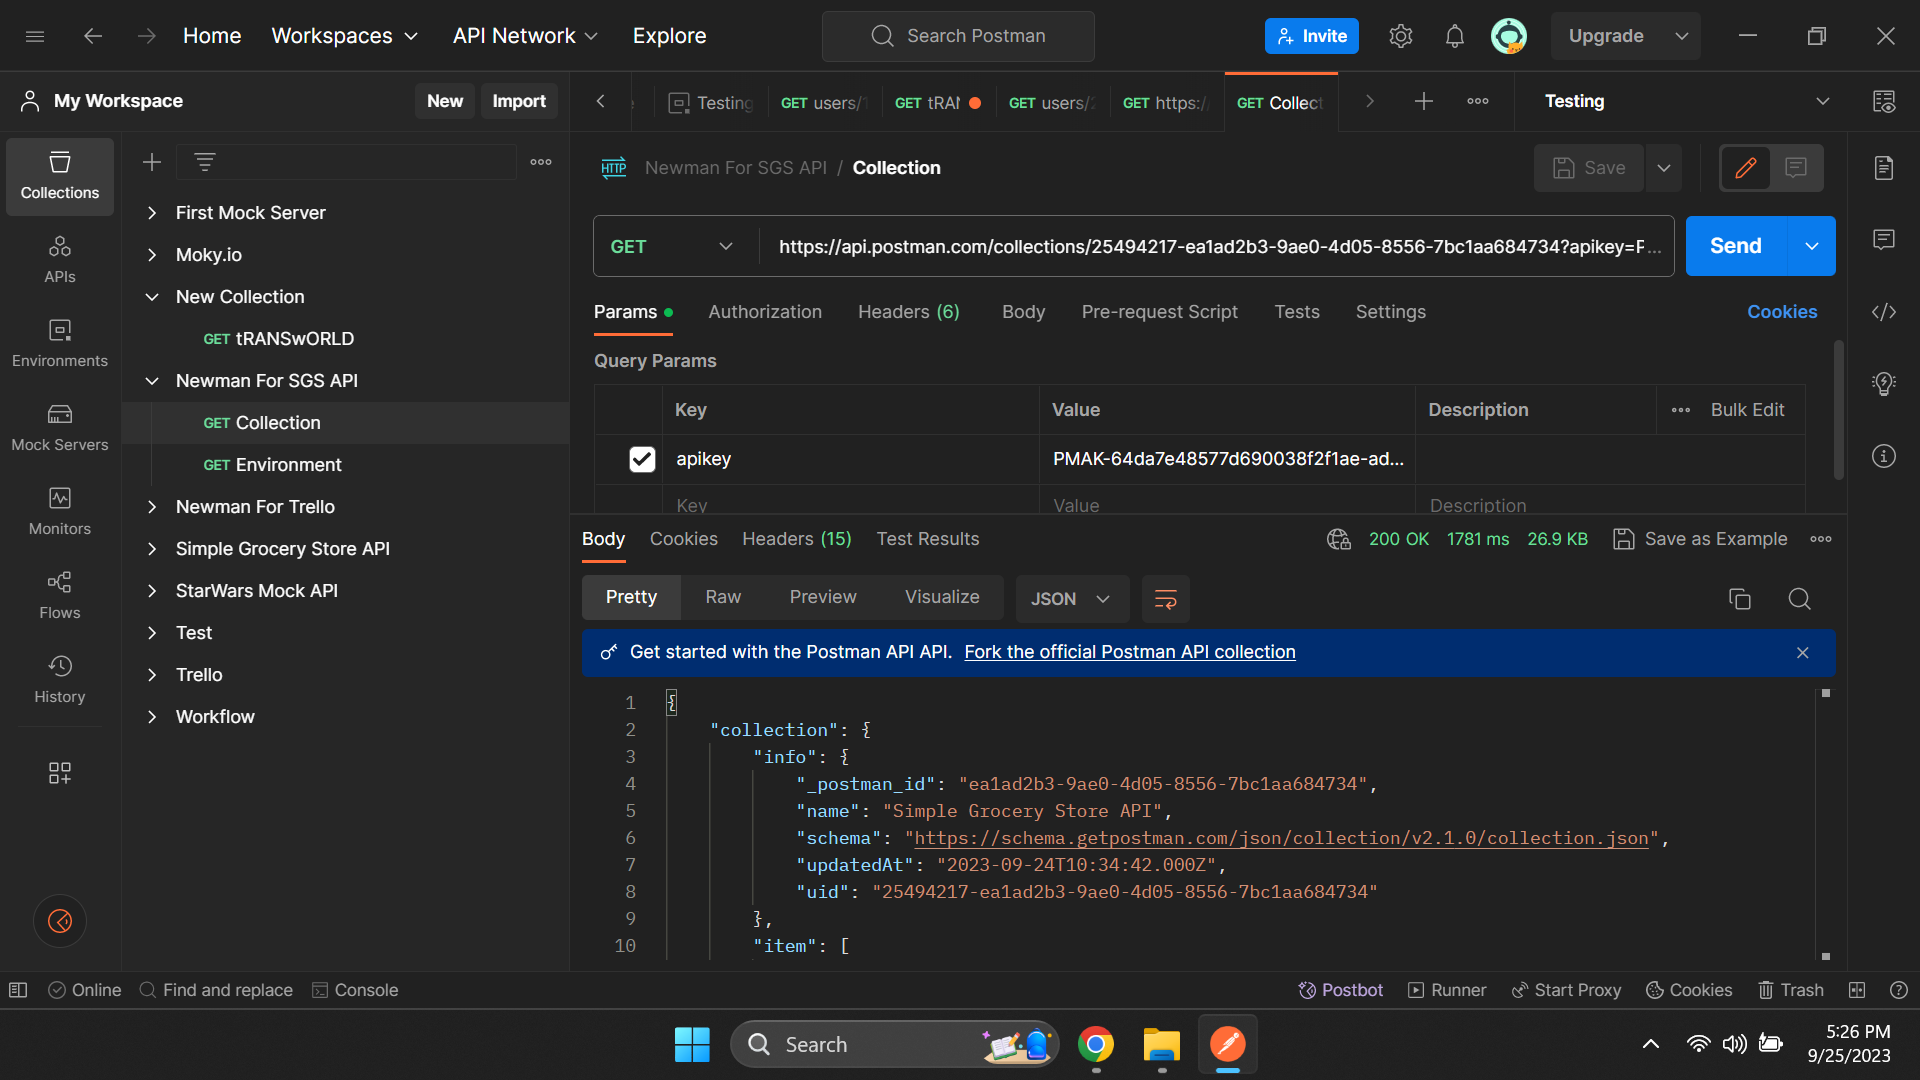 Home
Workspaces
API Network
Explore
Search Postman
Invite
Upgrade
My Workspace
New
Import
Testing
GET users/
GET tRAN
GET users/
GET https:/
GET Collect
Testing
Collections
APIs
Environments
Mock Servers
Monitors
Flows
History
First Mock Server
Moky.io
New Collection
GET tRANSwORLD
Newman For SGS API
GET Collection
GET Environment
Newman For Trello
Simple Grocery Store API
StarWars Mock API
Test
Trello
Workflow
HTTP
Newman For SGS API / Collection
Save
GET
https://api.postman.com/collections/25494217-ea1ad2b3-9ae0-4d05-8556-7bc1aa684734?apikey=P...
Send
Params
Authorization
Headers (6)
Body
Pre-request Script
Tests
Settings
Cookies
Query Params
Key
Value
Description
Bulk Edit
apikey
PMAK-64da7e48577d690038f2f1ae-ad...
Key
Value
Description
Body
Cookies
Headers (15)
Test Results
200 OK
1781 ms
26.9 KB
Save as Example
Pretty
Raw
Preview
Visualize
JSON
Get started with the Postman API API. Fork the official Postman API collection
1 {
2 "collection": {
3 "info": {
4 "_postman_id": "ea1ad2b3-9ae0-4d05-8556-7bc1aa684734",
5 "name": "Simple Grocery Store API",
6 "schema": "https://schema.getpostman.com/json/collection/v2.1.0/collection.json",
7 "updatedAt": "2023-09-24T10:34:42.000Z",
8 "uid": "25494217-ea1ad2b3-9ae0-4d05-8556-7bc1aa684734"
9 },
10 "item": [
Online
Find and replace
Console
Postbot
Runner
Start Proxy
Cookies
Trash
Search
5:26 PM
9/25/2023